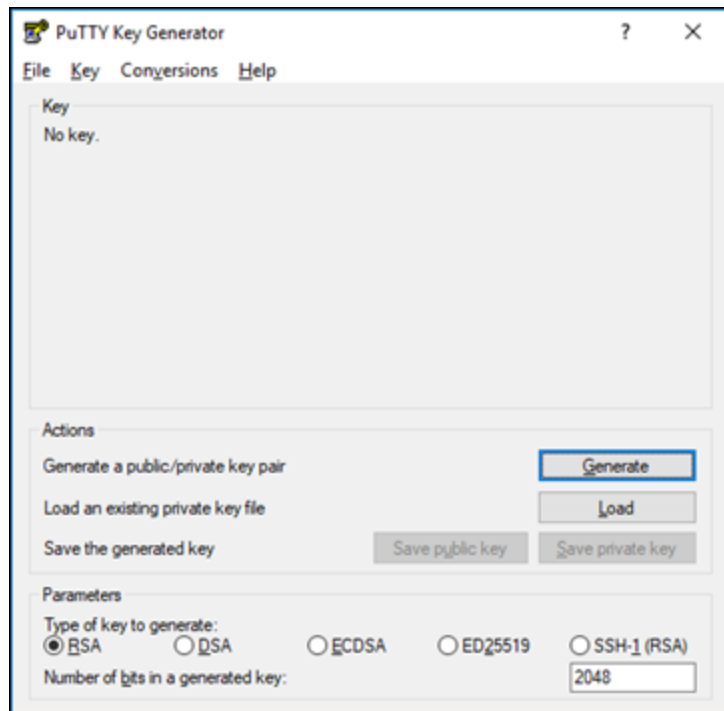 PuTTY Key Generator ? ×
File Key Conversions Help
Key
No key.
Actions
Generate a public/private key pair Generate
Load an existing private key file Load
Save the generated key Save public key Save private key
Parameters
Type of key to generate:
RSA DSA ECDSA ED25519 SSH-1 (RSA)
Number of bits in a generated key: 2048